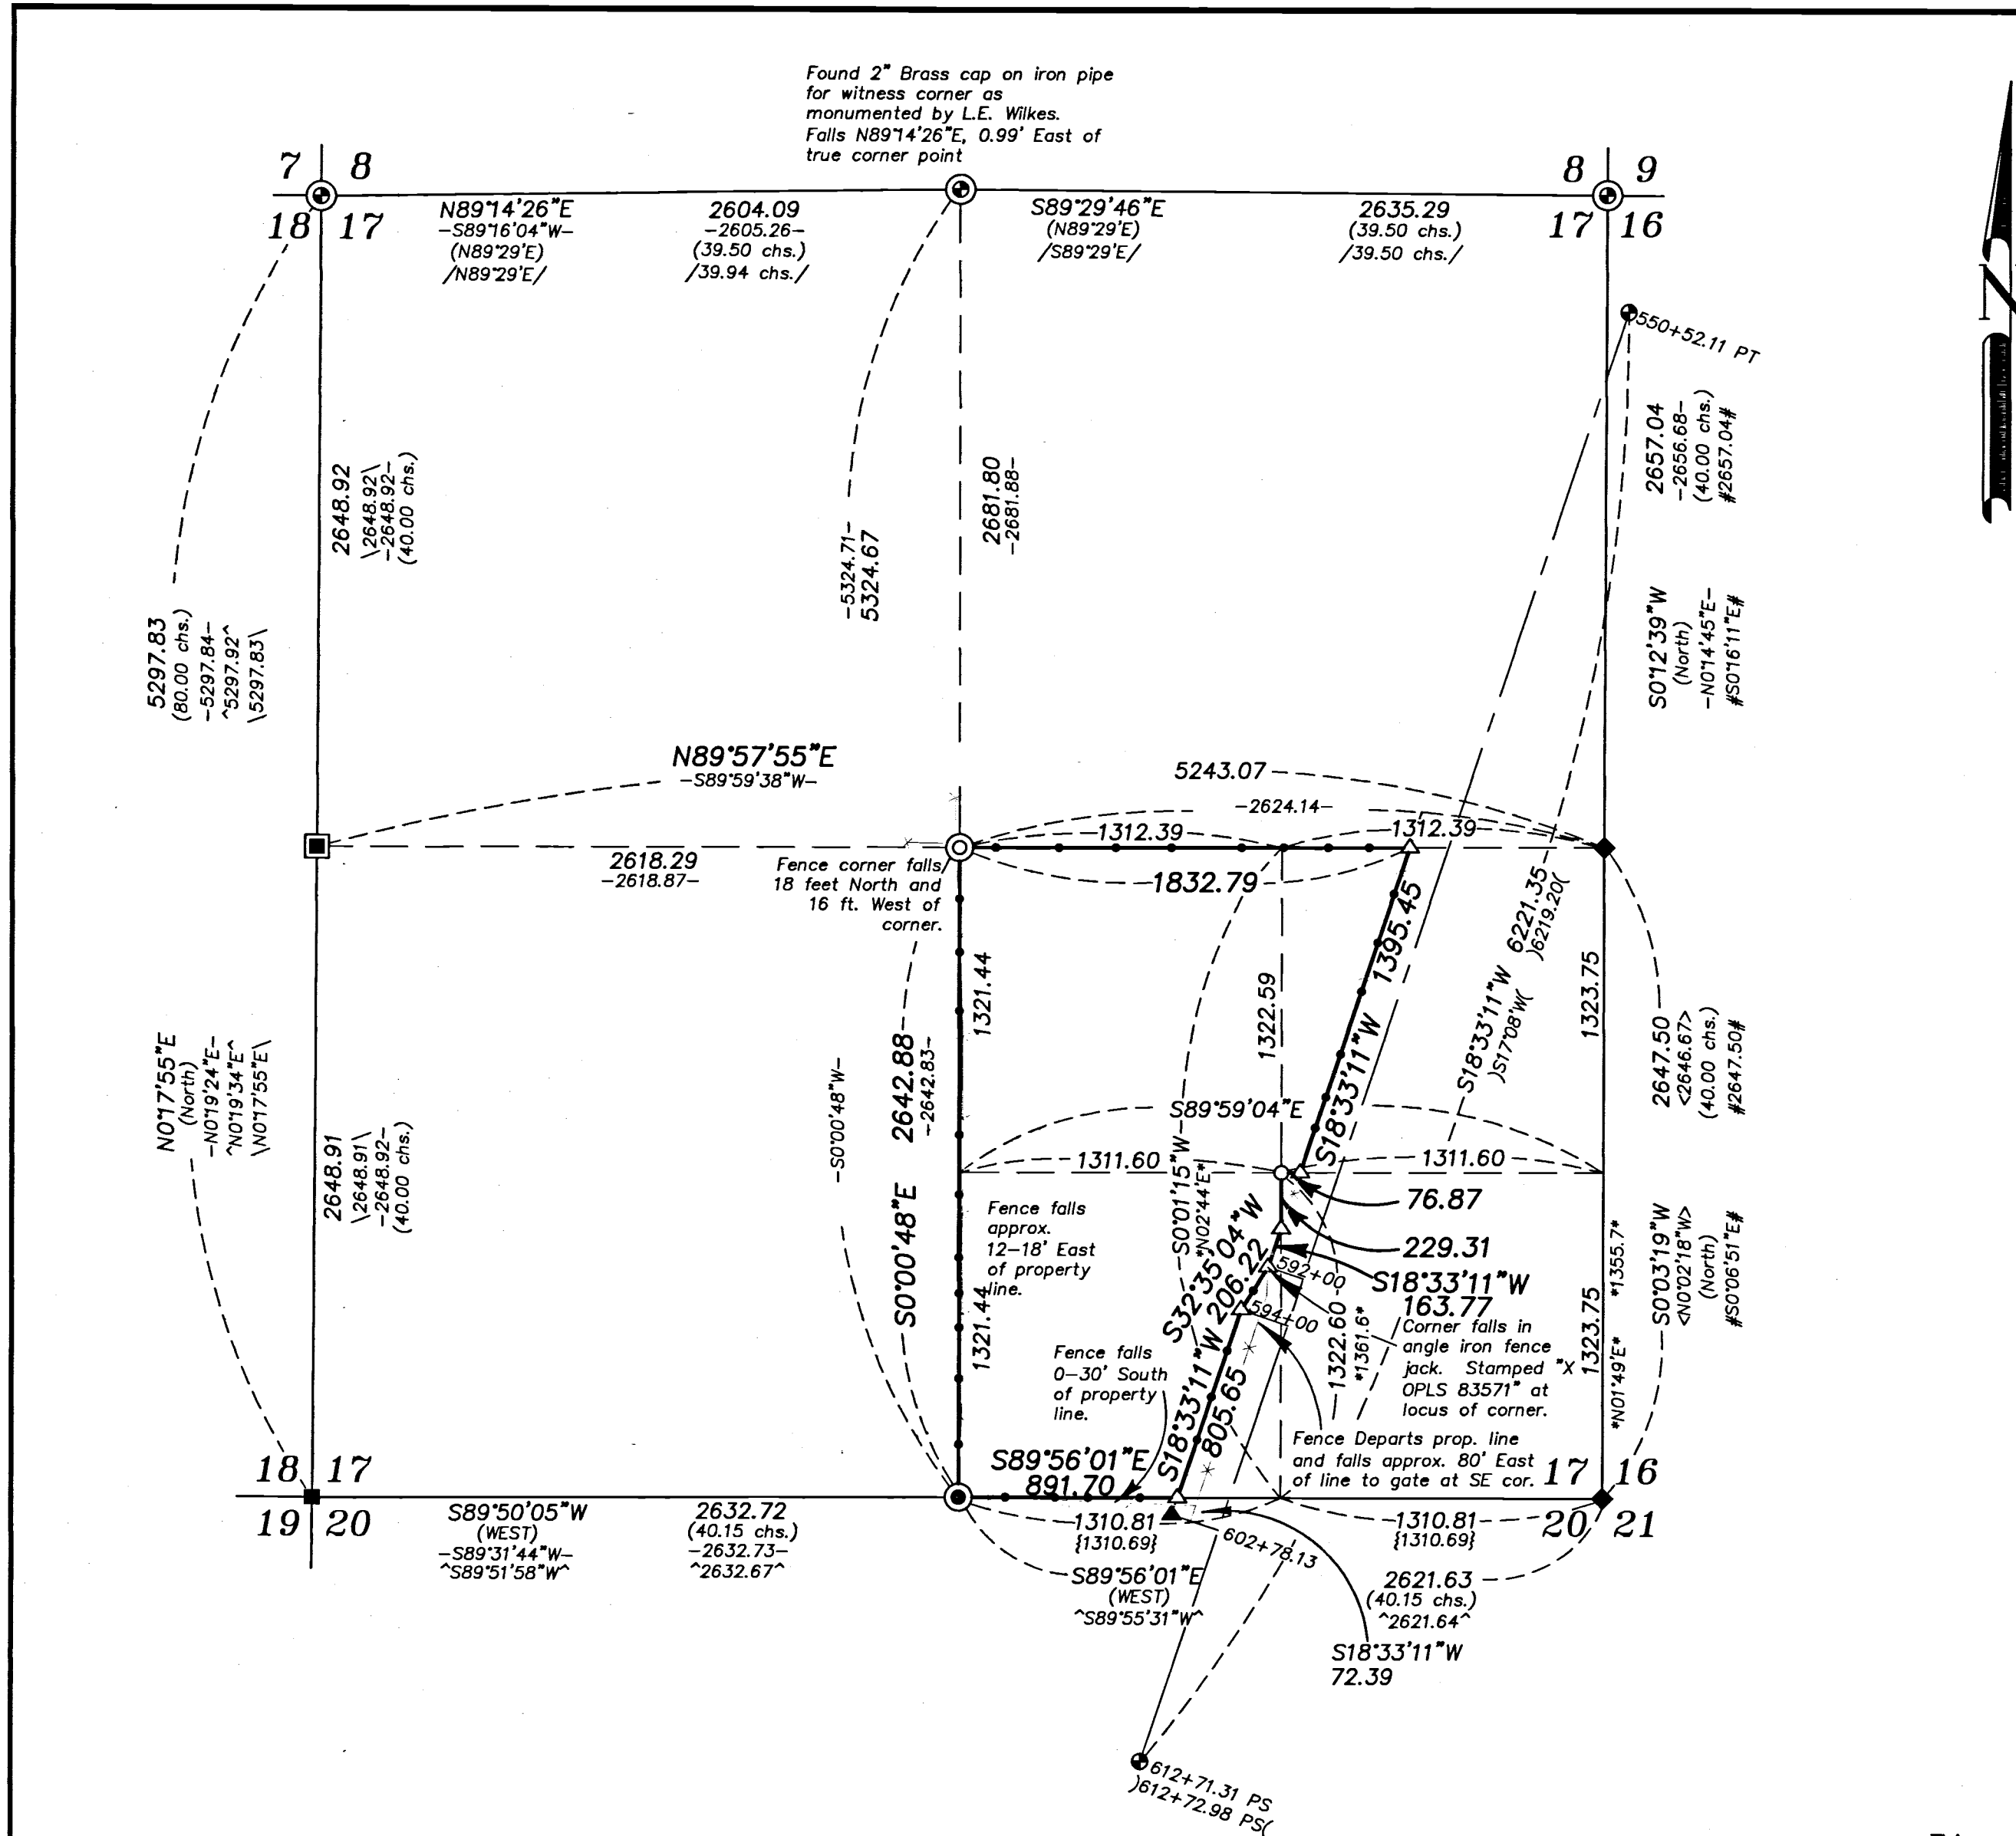 Found 2" Brass cap on iron pipe
for witness corner as
monumented by L.E. Wilkes.
Falls N89°14'26"E, 0.99' East of
true corner point
7 8
18 17
8 9
17 16
N89°14'26"E
-S89°16'04"W-
(N89°29'E)
/N89°29'E/
2604.09
-2605.26-
(39.50 chs.)
/39.94 chs./
S89°29'46"E
(N89°29'E)
/S89°29'E/
2635.29
(39.50 chs.)
/39.50 chs./
N
550+52.11 PT
2648.92
\2648.92\
-2648.92-
(40.00 chs.)
-5324.71-
5324.67
2681.80
-2681.88-
2657.04
-2656.68-
(40.00 chs.)
#2657.04#
5297.83
(80.00 chs.)
-5297.84-
^5297.92^
\5297.83\
S0°12'39"W
(North)
-N0°14'45"E-
#S0°16'11"E#
N89°57'55"E
-S89°59'38"W-
5243.07
-2624.14-
1312.39
1312.39
2618.29
-2618.87-
1832.79
Fence corner falls
18 feet North and
16 ft. West of
corner.
1321.44
1322.59
S18°33'11"W 1395.45
S18°33'11"W 6221.35
)S17°08'W( )6219.20(
1323.75
2647.50
<2646.67>
(40.00 chs.)
#2647.50#
N0°17'55"E
(North)
-N0°19'24"E-
^N0°19'34"E^
\N0°17'55"E\
2648.91
\2648.91\
-2648.92-
(40.00 chs.)
-S0°00'48"W-
S0°00'48"E 2642.88
-2642.83-
S89°59'04"E
1311.60
1311.60
S0°01'15"W
*N02°44'E*
76.87
229.31
S18°33'11"W
163.77
Fence falls
approx.
12-18' East
of property
line.
1321.44
S32°35'04"W
206.22
592+00
594+00
1322.60
*1361.6*
Corner falls in
angle iron fence
jack. Stamped "X
OPLS 83571" at
locus of corner.
1323.75
*N01°49'E* *1355.7*
S0°03'19"W
<N0°02'18"W>
(North)
#S0°06'51"E#
Fence falls
0-30' South
of property
line.
S18°33'11"W
805.65
Fence Departs prop. line
and falls approx. 80' East
of line to gate at SE cor.
S89°56'01"E
891.70
18 17
19 20
17 16
20 21
S89°50'05"W
(WEST)
-S89°31'44"W-
^S89°51'58"W^
2632.72
(40.15 chs.)
-2632.73-
^2632.67^
1310.81
{1310.69}
602+78.13
1310.81
{1310.69}
S89°56'01"E
(WEST)
^S89°55'31"W^
2621.63
(40.15 chs.)
^2621.64^
S18°33'11"W
72.39
612+71.31 PS
)612+72.98 PS(